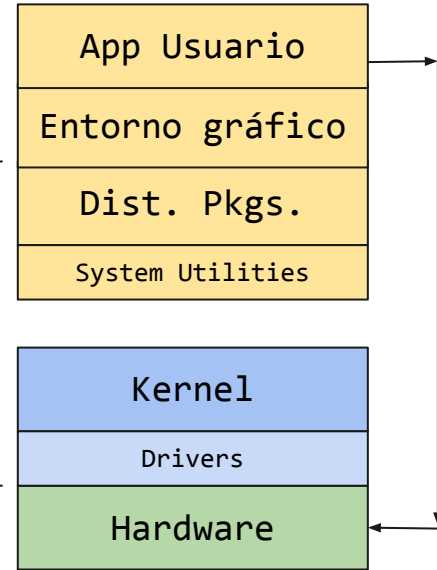 App Usuario
Entorno gráfico
Dist. Pkgs.
System Utilities
Kernel
Drivers
Hardware